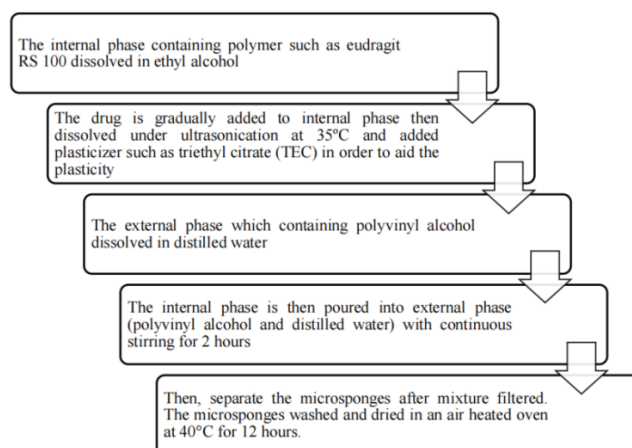 The internal phase containing polymer such as eudragit
RS 100 dissolved in ethyl alcohol
The drug is gradually added to internal phase then
dissolved under ultrasonication at 35ºC and added
plasticizer such as triethyl citrate (TEC) in order to aid the
plasticity
The external phase which containing polyvinyl alcohol
dissolved in distilled water
The internal phase is then poured into external phase
(polyvinyl alcohol and distilled water) with continuous
stirring for 2 hours
Then, separate the microsponges after mixture filtered.
The microsponges washed and dried in an air heated oven
at 40°C for 12 hours.